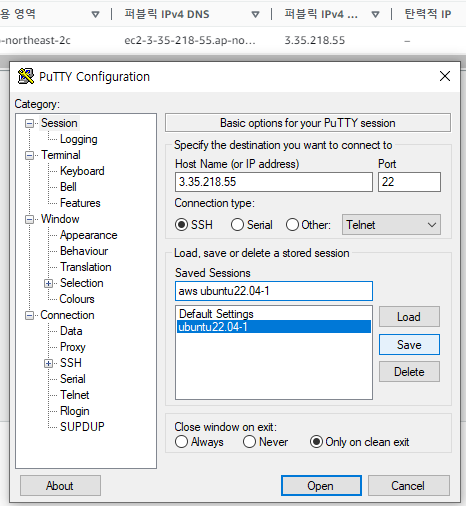 용 영역 퍼블릭 IPv4 DNS 퍼블릭 IPv4 ... 탄력적 IP
-northeast-2c ec2-3-35-218-55.ap-no... 3.35.218.55 –
PuTTY Configuration
Category:
Session
Logging
Terminal
Keyboard
Bell
Features
Window
Appearance
Behaviour
Translation
Selection
Colours
Connection
Data
Proxy
SSH
Serial
Telnet
Rlogin
SUPDUP
Basic options for your PuTTY session
Specify the destination you want to connect to
Host Name (or IP address) Port
3.35.218.55 22
Connection type:
SSH Serial Other: Telnet
Load, save or delete a stored session
Saved Sessions
aws ubuntu22.04-1
Default Settings
ubuntu22.04-1
Load
Save
Delete
Close window on exit:
Always Never Only on clean exit
About Open Cancel